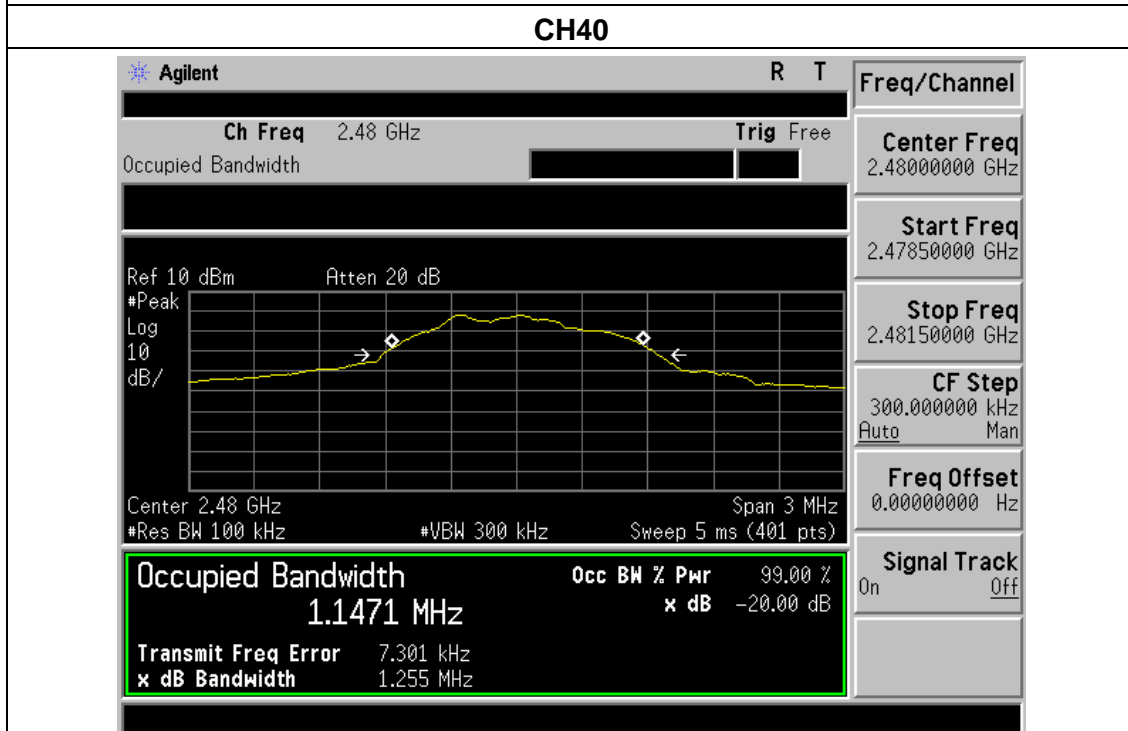 CH40
Agilent R T
Freq/Channel
Ch Freq 2.48 GHz Trig Free
Occupied Bandwidth
Center Freq
2.48000000 GHz
Start Freq
2.47850000 GHz
Stop Freq
2.48150000 GHz
CF Step
300.000000 kHz
Auto Man
Freq Offset
0.00000000 Hz
Signal Track
On Off
Ref 10 dBm Atten 20 dB
#Peak
Log
10
dB/
Center 2.48 GHz Span 3 MHz
#Res BW 100 kHz #VBW 300 kHz Sweep 5 ms (401 pts)
Occupied Bandwidth Occ BW % Pwr 99.00 %
1.1471 MHz x dB -20.00 dB
Transmit Freq Error 7.301 kHz
x dB Bandwidth 1.255 MHz